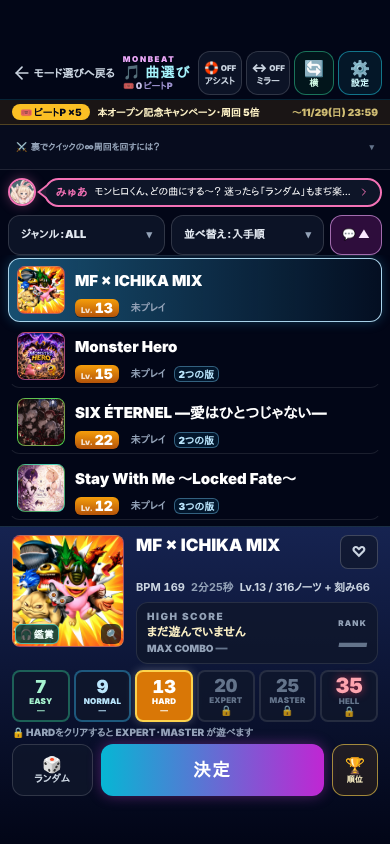 ← モード選びへ戻る
MONBEAT
🎵 曲選び
🎟️ 0 ビートP
🛟 OFF
アシスト
↔ OFF
ミラー
🔄
横
⚙️
設定
🎟️ ビートP ×5 本オープン記念キャンペーン・周回 5倍 〜11/29(日) 23:59
⚔️ 裏でクイックの∞周回を回すには? ▼
みゅあ モンヒロくん、どの曲にする〜? 迷ったら「ランダム」もまぢ楽... >
ジャンル:ALL ▼
並べ替え:入手順 ▼
💬 ▲
MF × ICHIKA MIX
Lv. 13 未プレイ
HERO
Monster Hero
Lv. 15 未プレイ 2つの版
SIX ÉTERNEL —愛はひとつじゃない—
Lv. 22 未プレイ 2つの版
Stay With Me 〜Locked Fate〜
Lv. 12 未プレイ 3つの版
🎧 鑑賞
🔍
MF × ICHIKA MIX
♡
BPM 169 2分25秒 Lv.13 / 316ノーツ + 刻み66
HIGH SCORE
まだ遊んでいません
MAX COMBO —
RANK
—
7
EASY
—
9
NORMAL
—
13
HARD
—
20
EXPERT
🔒
25
MASTER
🔒
35
HELL
🔒
🔒 HARDをクリアすると EXPERT・MASTER が遊べます
🎲
ランダム
決定
🏆
順位